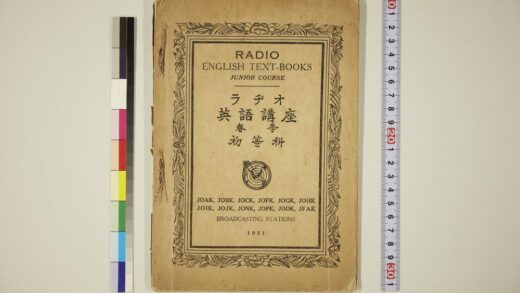 RADIO
ENGLISH TEXT-BOOKS
JUNIOR COURSE
ラヂオ
英語講座
春季
初等科
JOAK, JOBK, JOCK, JOFK, JOGK, JOHK
JOIK, JOJK, JONK, JOPK, JODK, JFAK
BROADCASTING STATIONS
1931